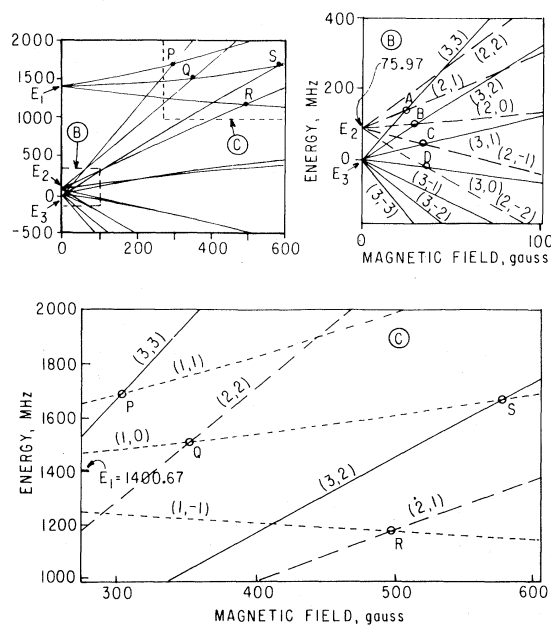 2000
1500
1000
500
0
-500
0
200
400
600
E1
E2
E3
P
Q
S
R
B
C
B
75.97
400
200
0
E2
E3
A
B
C
D
(3,3)
(2,2)
(2,1)
(3,2)
(2,0)
(3,1)
(2,-1)
(3,0)
(2,-2)
(3-1)
(3,-2)
(3,-3)
0
100
ENERGY, MHz
ENERGY, MHz
MAGNETIC FIELD, gauss
C
2000
1800
1600
1400
1200
1000
ENERGY, MHz
(3,3)
(1,1)
(2,2)
P
(1,0)
Q
S
E1=1400.67
(3,2)
(1,-1)
(2,1)
R
300
400
500
600
MAGNETIC FIELD, gauss